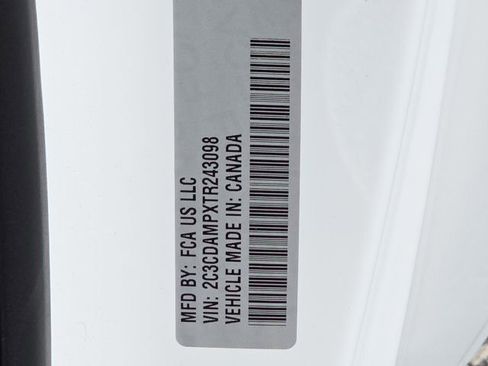 MFD BY: FCA US LLC
VIN: 2C3CDAMPXTR243098
VEHICLE MADE IN: CANADA